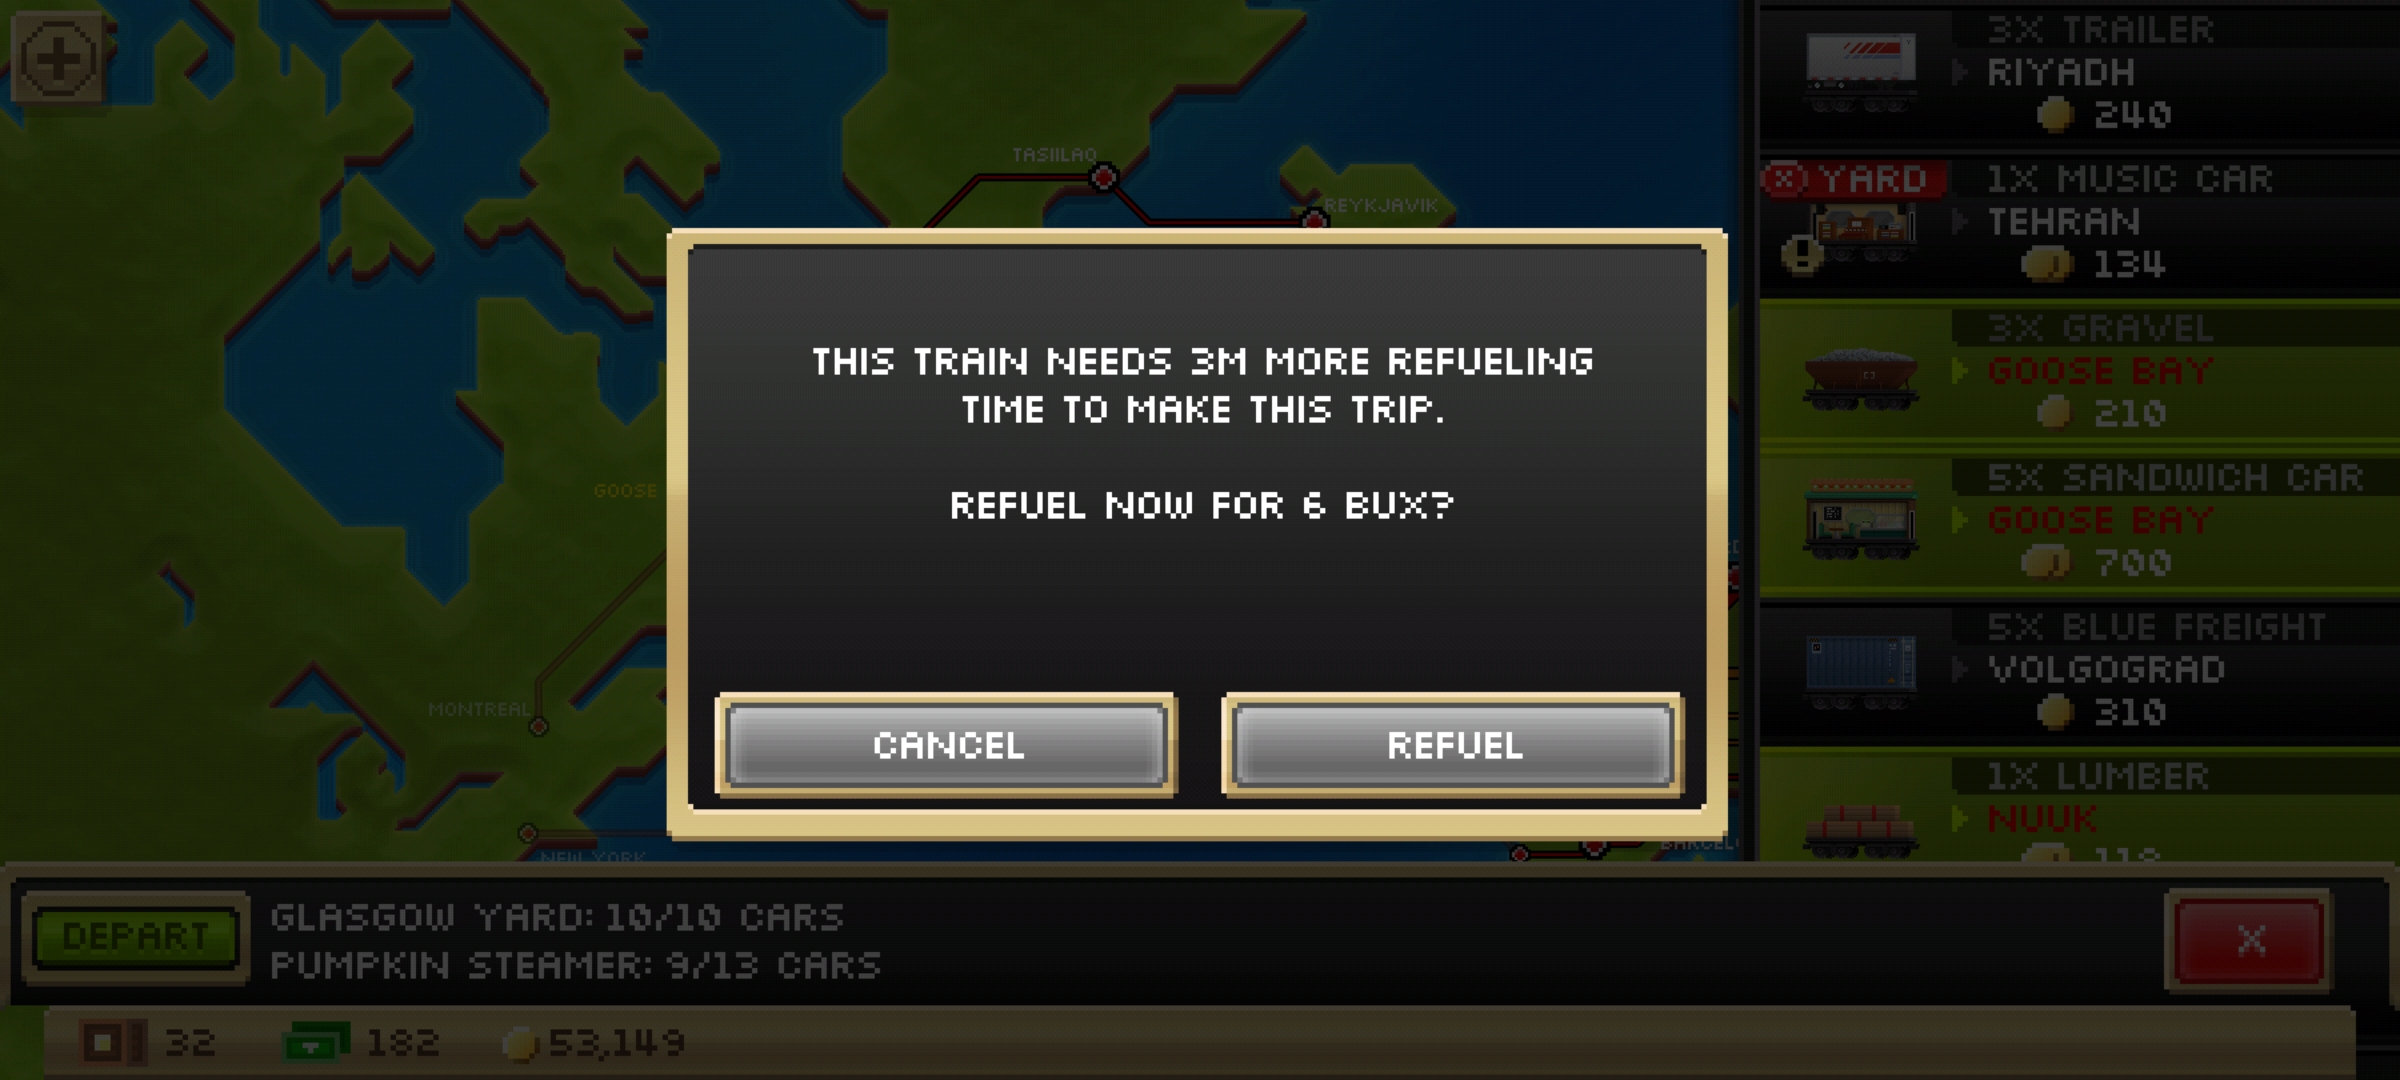 TASIILAQ
REYKJAVIK
GOOSE
MONTREAL
NEW YORK
THIS TRAIN NEEDS 3M MORE REFUELING
TIME TO MAKE THIS TRIP.
REFUEL NOW FOR 6 BUX?
CANCEL
REFUEL
3X TRAILER
RIYADH
240
YARD
1X MUSIC CAR
TEHRAN
134
3X GRAVEL
GOOSE BAY
210
5X SANDWICH CAR
GOOSE BAY
700
5X BLUE FREIGHT
VOLGOGRAD
310
1X LUMBER
NUUK
DEPART
GLASGOW YARD: 10/10 CARS
PUMPKIN STEAMER: 9/13 CARS
X
32
182
53,149